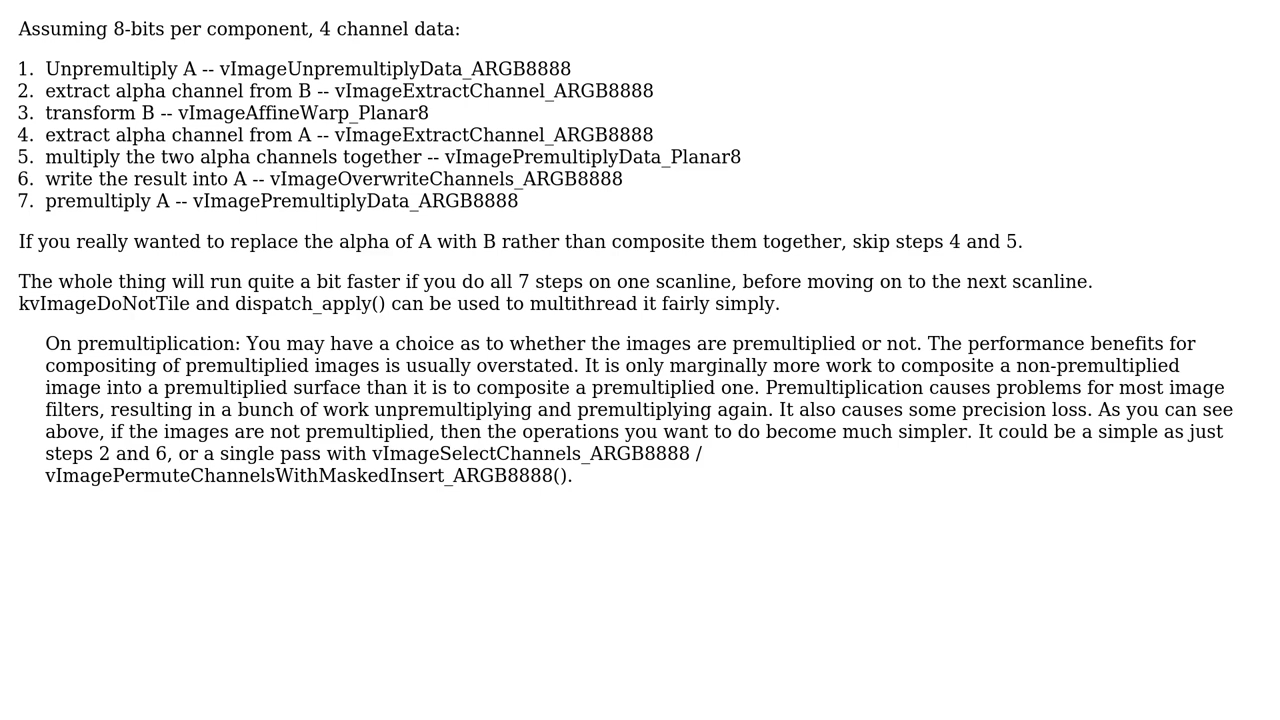 Assuming 8-bits per component, 4 channel data:
1. Unpremultiply A -- vImageUnpremultiplyData_ARGB8888
2. extract alpha channel from B -- vImageExtractChannel_ARGB8888
3. transform B -- vImageAffineWarp_Planar8
4. extract alpha channel from A -- vImageExtractChannel_ARGB8888
5. multiply the two alpha channels together -- vImagePremultiplyData_Planar8
6. write the result into A -- vImageOverwriteChannels_ARGB8888
7. premultiply A -- vImagePremultiplyData_ARGB8888
If you really wanted to replace the alpha of A with B rather than composite them together, skip steps 4 and 5.
The whole thing will run quite a bit faster if you do all 7 steps on one scanline, before moving on to the next scanline.
kvImageDoNotTile and dispatch_apply() can be used to multithread it fairly simply.
On premultiplication: You may have a choice as to whether the images are premultiplied or not. The performance benefits for
compositing of premultiplied images is usually overstated. It is only marginally more work to composite a non-premultiplied
image into a premultiplied surface than it is to composite a premultiplied one. Premultiplication causes problems for most image
filters, resulting in a bunch of work unpremultiplying and premultiplying again. It also causes some precision loss. As you can see
above, if the images are not premultiplied, then the operations you want to do become much simpler. It could be a simple as just
steps 2 and 6, or a single pass with vImageSelectChannels_ARGB8888 /
vImagePermuteChannelsWithMaskedInsert_ARGB8888().